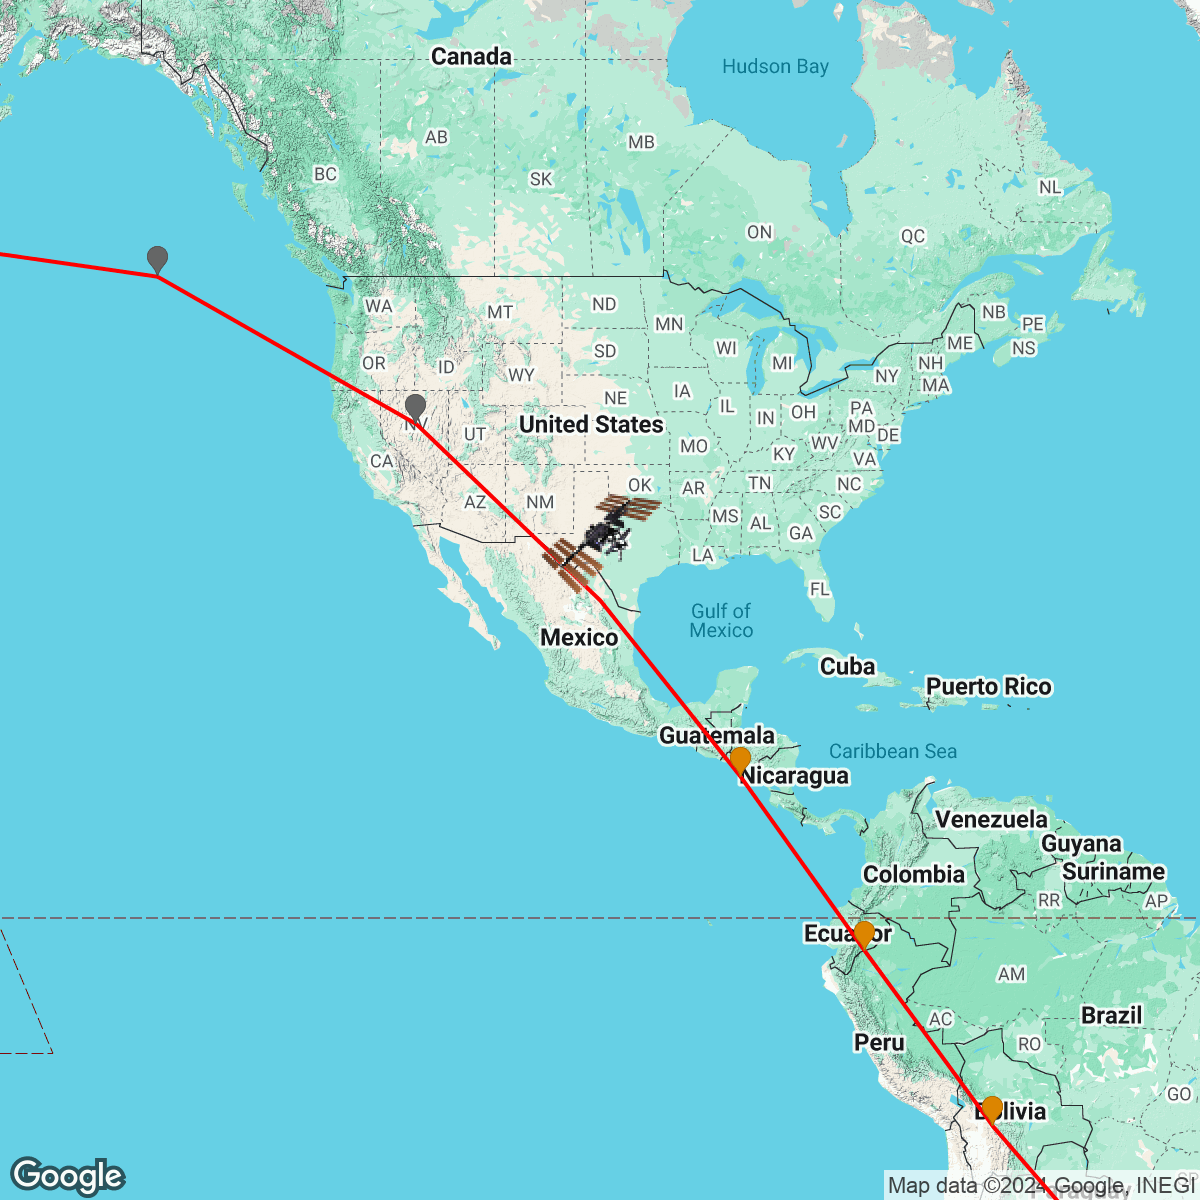 Canada
Hudson Bay
AB
MB
BC
SK
NL
ON
QC
WA
MT
ND
MN
NB
PE
OR
ID
SD
WI
MI
ME
NS
NH
WY
NY
MA
NE
IA
IL
IN
OH
PA
MD
DE
NV
UT
United States
MO
KY
WV
VA
CA
AZ
NM
OK
AR
TN
NC
MS
AL
GA
SC
LA
FL
Gulf of
Mexico
Mexico
Cuba
Puerto Rico
Guatemala
Caribbean Sea
Nicaragua
Venezuela
Guyana
Colombia
Suriname
RR
AP
Ecuador
AM
AC
Brazil
Peru
RO
GO
Bolivia
Paraguay
SP
Google
Map data ©2024 Google, INEGI